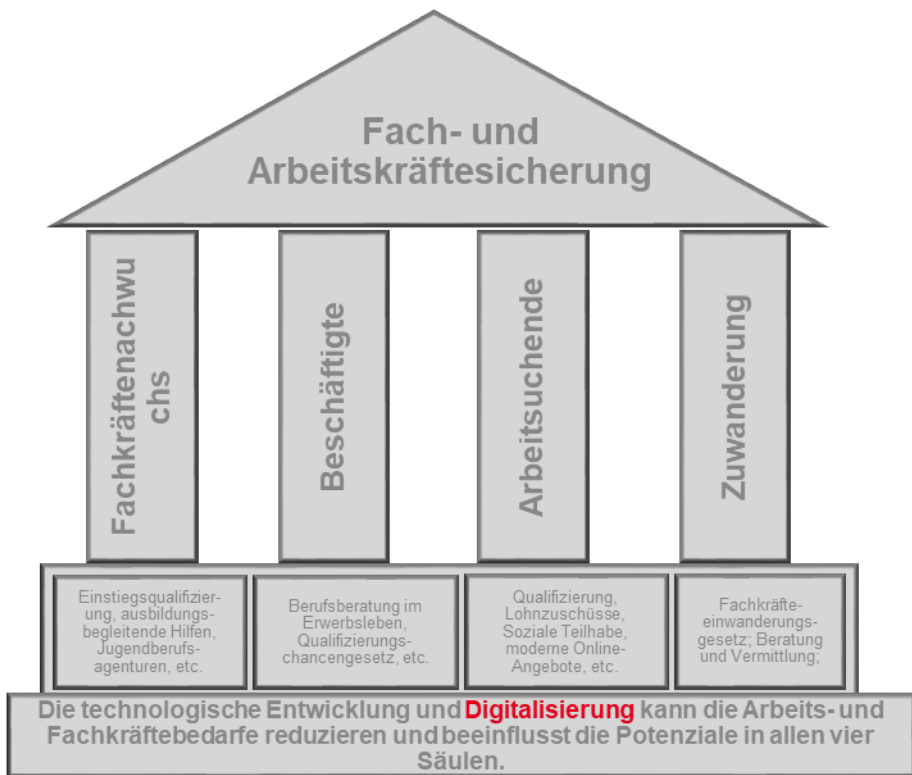 Fach- und
Arbeitskräftesicherung
Fachkräftenachwu
chs
Beschäftigte
Arbeitsuchende
Zuwanderung
Einstiegsqualifizier-
ung, ausbildungs-
begleitende Hilfen,
Jugendberufs-
agenturen, etc.
Berufsberatung im
Erwerbsleben,
Qualifizierungs-
chancengesetz, etc.
Qualifizierung,
Lohnzuschüsse,
Soziale Teilhabe,
moderne Online-
Angebote, etc.
Fachkräfte-
einwanderungs-
gesetz; Beratung
und Vermittlung;
Die technologische Entwicklung und Digitalisierung kann die Arbeits- und
Fachkräftebedarfe reduzieren und beeinflusst die Potenziale in allen vier
Säulen.